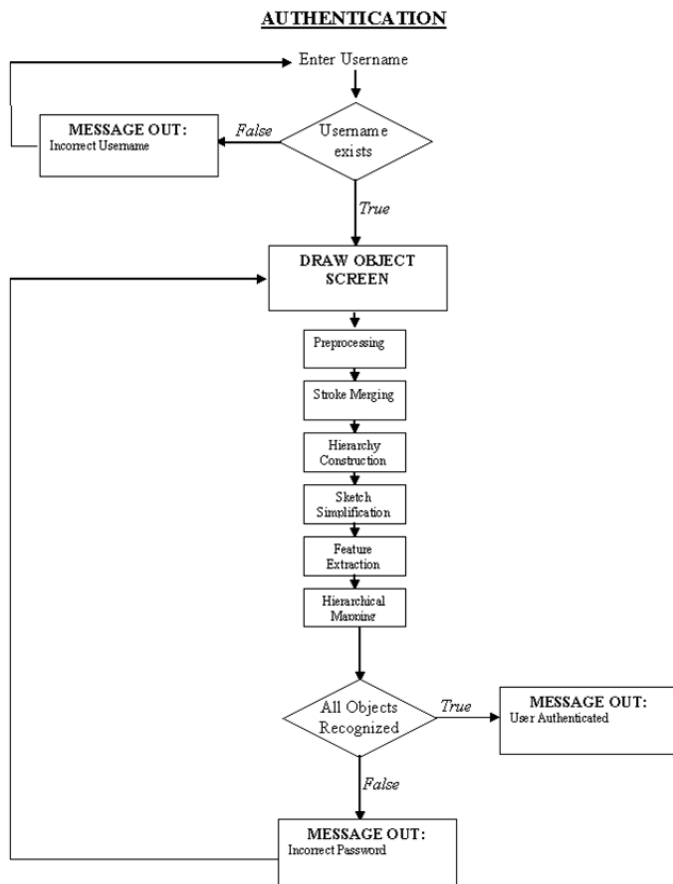 AUTHENTICATION
Enter Username
MESSAGE OUT:
Incorrect Username
False
Username
exists
True
DRAW OBJECT
SCREEN
Preprocessing
Stroke Merging
Hierarchy
Construction
Sketch
Simplification
Feature
Extraction
Hierarchical
Mapping
All Objects
Recognized
True
MESSAGE OUT:
User Authenticated
False
MESSAGE OUT:
Incorrect Password